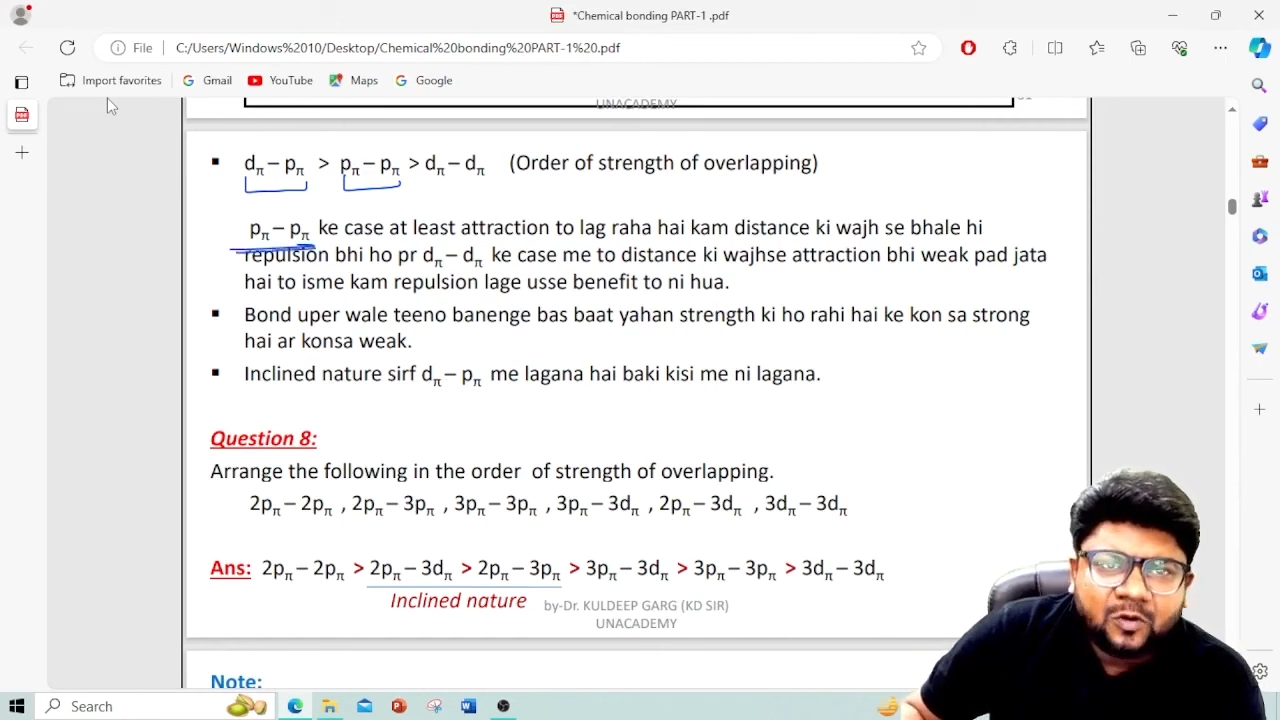 *Chemical bonding PART-1 .pdf
File C:/Users/Windows%2010/Desktop/Chemical%20bonding%20PART-1%20.pdf
Import favorites Gmail YouTube Maps Google
UNACADEMY
dπ – pπ > pπ – pπ > dπ – dπ (Order of strength of overlapping)
pπ – pπ ke case at least attraction to lag raha hai kam distance ki wajh se bhale hi
repulsion bhi ho pr dπ – dπ ke case me to distance ki wajhse attraction bhi weak pad jata
hai to isme kam repulsion lage usse benefit to ni hua.
Bond uper wale teeno banenge bas baat yahan strength ki ho rahi hai ke kon sa strong
hai ar konsa weak.
Inclined nature sirf dπ – pπ me lagana hai baki kisi me ni lagana.
Question 8:
Arrange the following in the order of strength of overlapping.
2pπ – 2pπ , 2pπ – 3pπ , 3pπ – 3pπ , 3pπ – 3dπ , 2pπ – 3dπ , 3dπ – 3dπ
Ans: 2pπ – 2pπ > 2pπ – 3dπ > 2pπ – 3pπ > 3pπ – 3dπ > 3pπ – 3pπ > 3dπ – 3dπ
Inclined nature
by-Dr. KULDEEP GARG (KD SIR)
UNACADEMY
Note:
Search